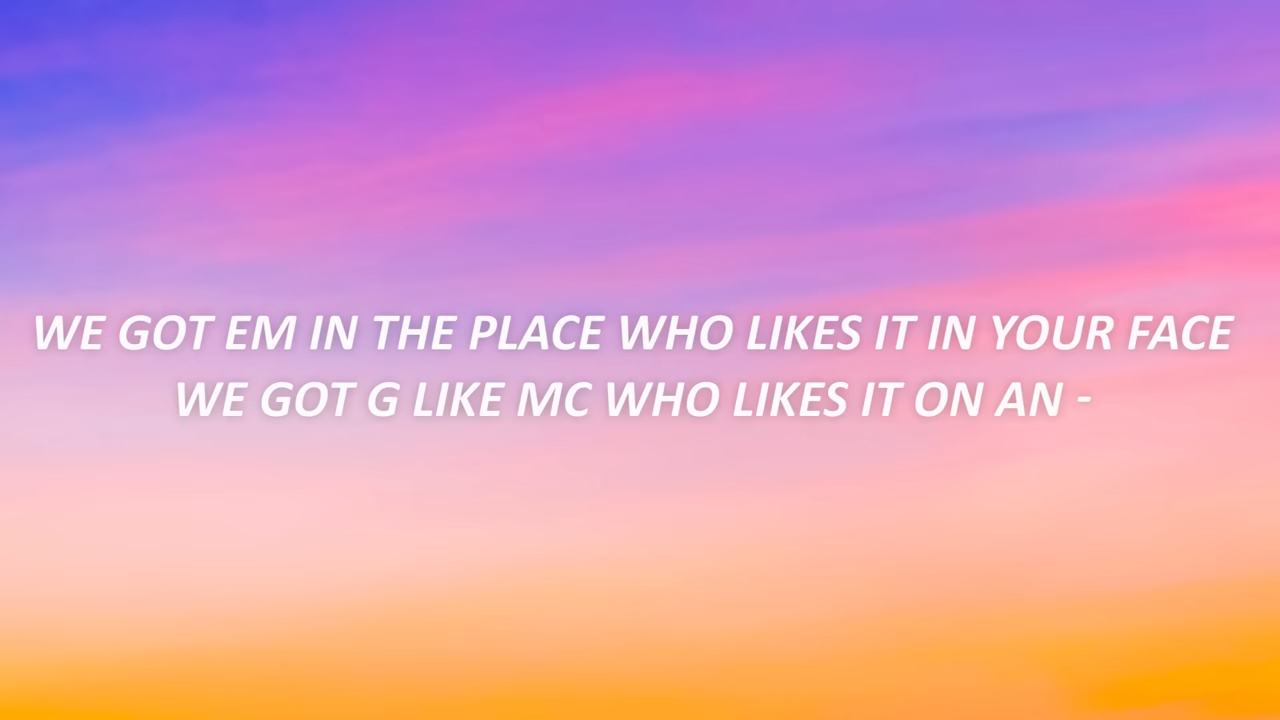 WE GOT EM IN THE PLACE WHO LIKES IT IN YOUR FACE
WE GOT G LIKE MC WHO LIKES IT ON AN -